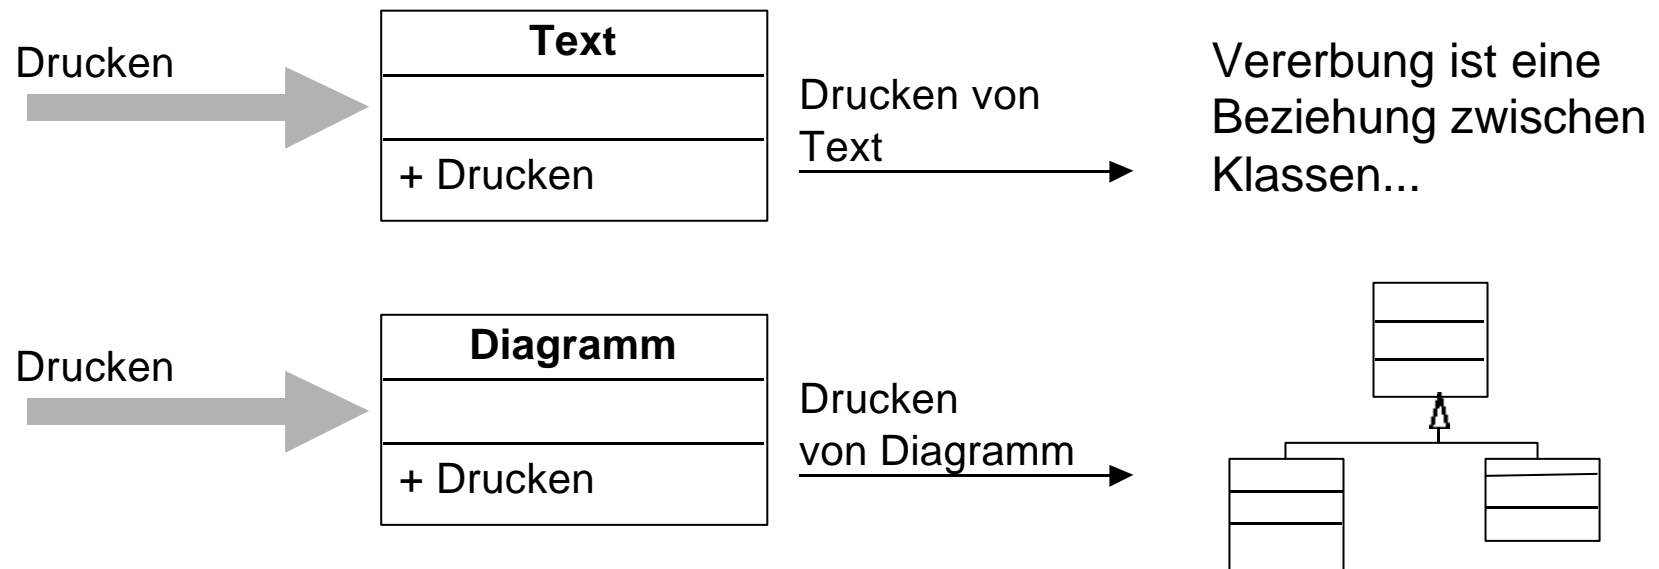 Drucken
Text
+ Drucken
Drucken von
Text
Vererbung ist eine
Beziehung zwischen
Klassen...
Drucken
Diagramm
+ Drucken
Drucken
von Diagramm